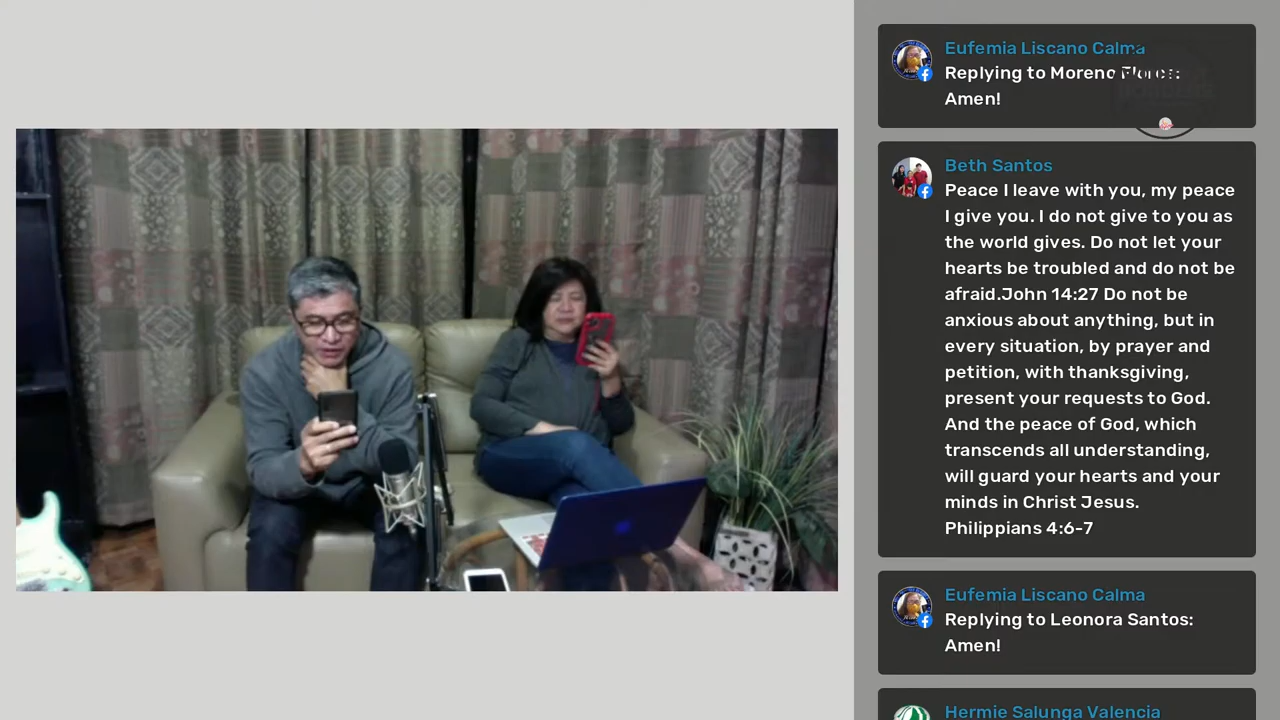 Eufemia Liscano Calma
Replying to Moreno Flores:
Amen!
Beth Santos
Peace I leave with you, my peace
I give you. I do not give to you as
the world gives. Do not let your
hearts be troubled and do not be
afraid.John 14:27 Do not be
anxious about anything, but in
every situation, by prayer and
petition, with thanksgiving,
present your requests to God.
And the peace of God, which
transcends all understanding,
will guard your hearts and your
minds in Christ Jesus.
Philippians 4:6-7
Eufemia Liscano Calma
Replying to Leonora Santos:
Amen!
Hermie Salunga Valencia